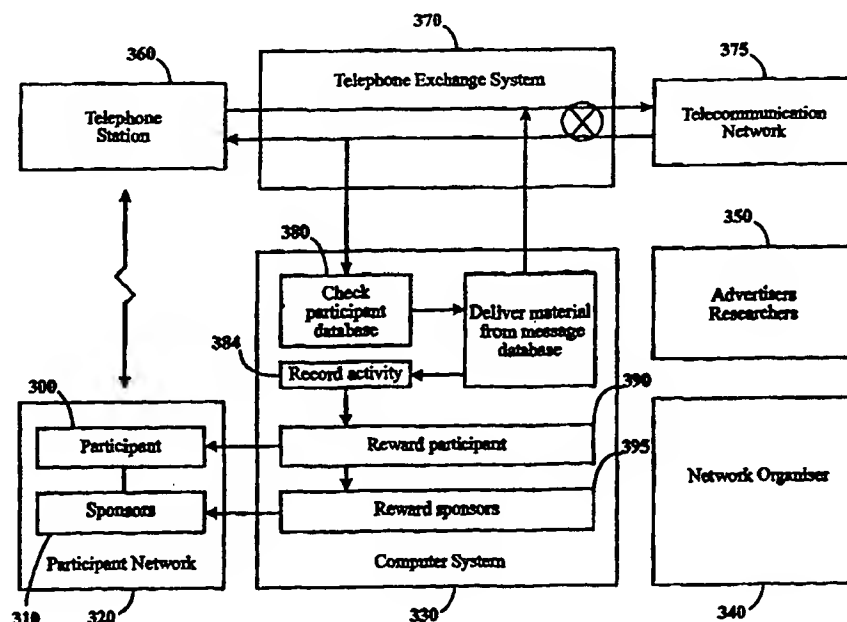 370
360
375
Telephone Exchange System
Telephone
Station
Telecommunication
Network
380
350
Check
participant
database
Deliver material
from message
database
Advertisers
Researchers
384
Record activity
300
390
Participant
Reward participant
395
Network Organiser
Sponsors
Reward sponsors
Participant Network
Computer System
310
320
330
340